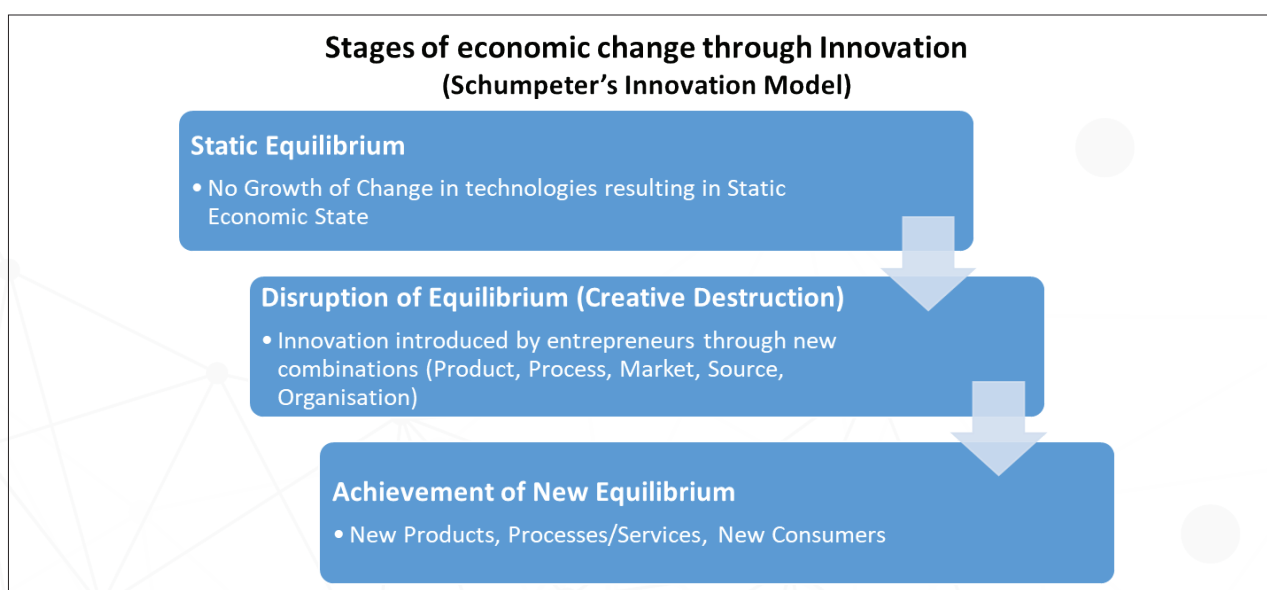 Stages of economic change through Innovation
(Schumpeter’s Innovation Model)
Static Equilibrium
• No Growth of Change in technologies resulting in Static
Economic State
Disruption of Equilibrium (Creative Destruction)
• Innovation introduced by entrepreneurs through new
combinations (Product, Process, Market, Source,
Organisation)
Achievement of New Equilibrium
• New Products, Processes/Services, New Consumers